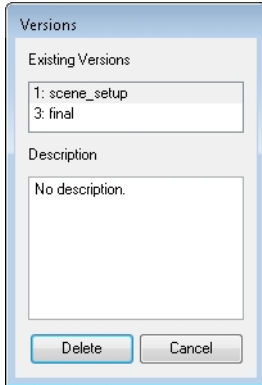 Versions
Existing Versions
1: scene_setup
3: final
Description
No description.
Delete Cancel